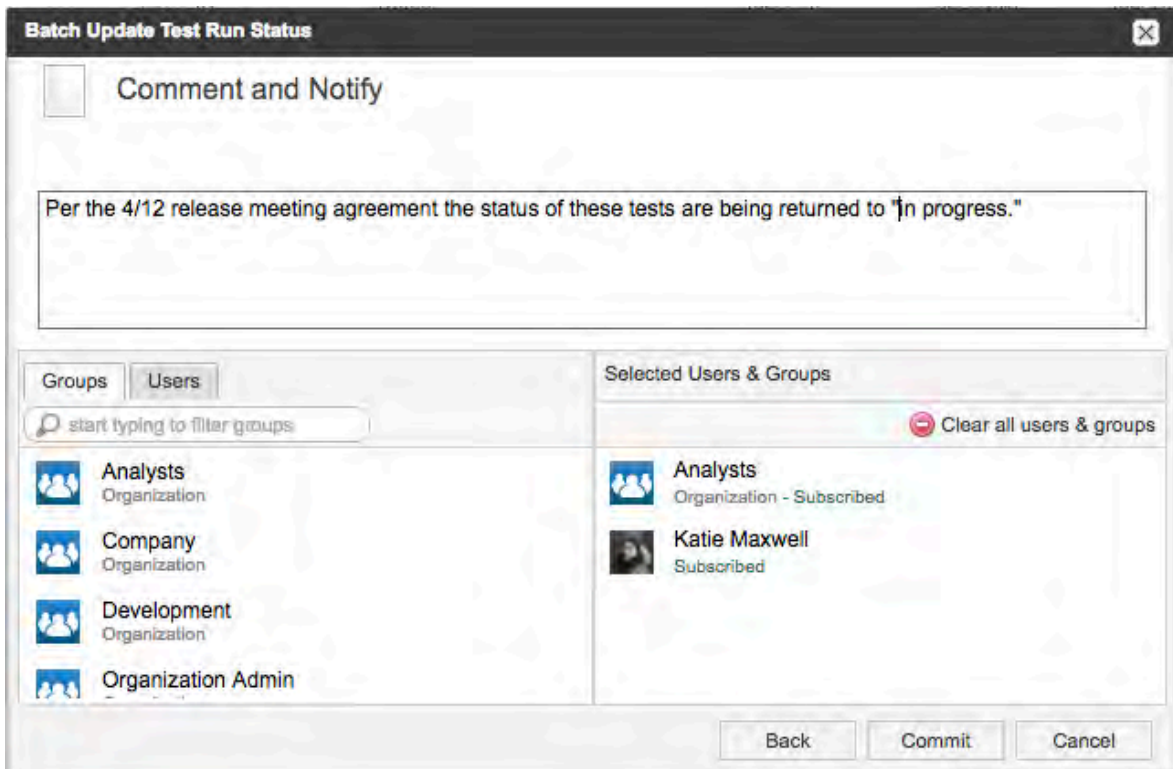 Batch Update Test Run Status
Comment and Notify
Per the 4/12 release meeting agreement the status of these tests are being returned to "in progress."
Groups
Users
start typing to filter groups
Analysts
Organization
Company
Organization
Development
Organization
Organization Admin
Selected Users & Groups
Clear all users & groups
Analysts
Organization - Subscribed
Katie Maxwell
Subscribed
Back
Commit
Cancel